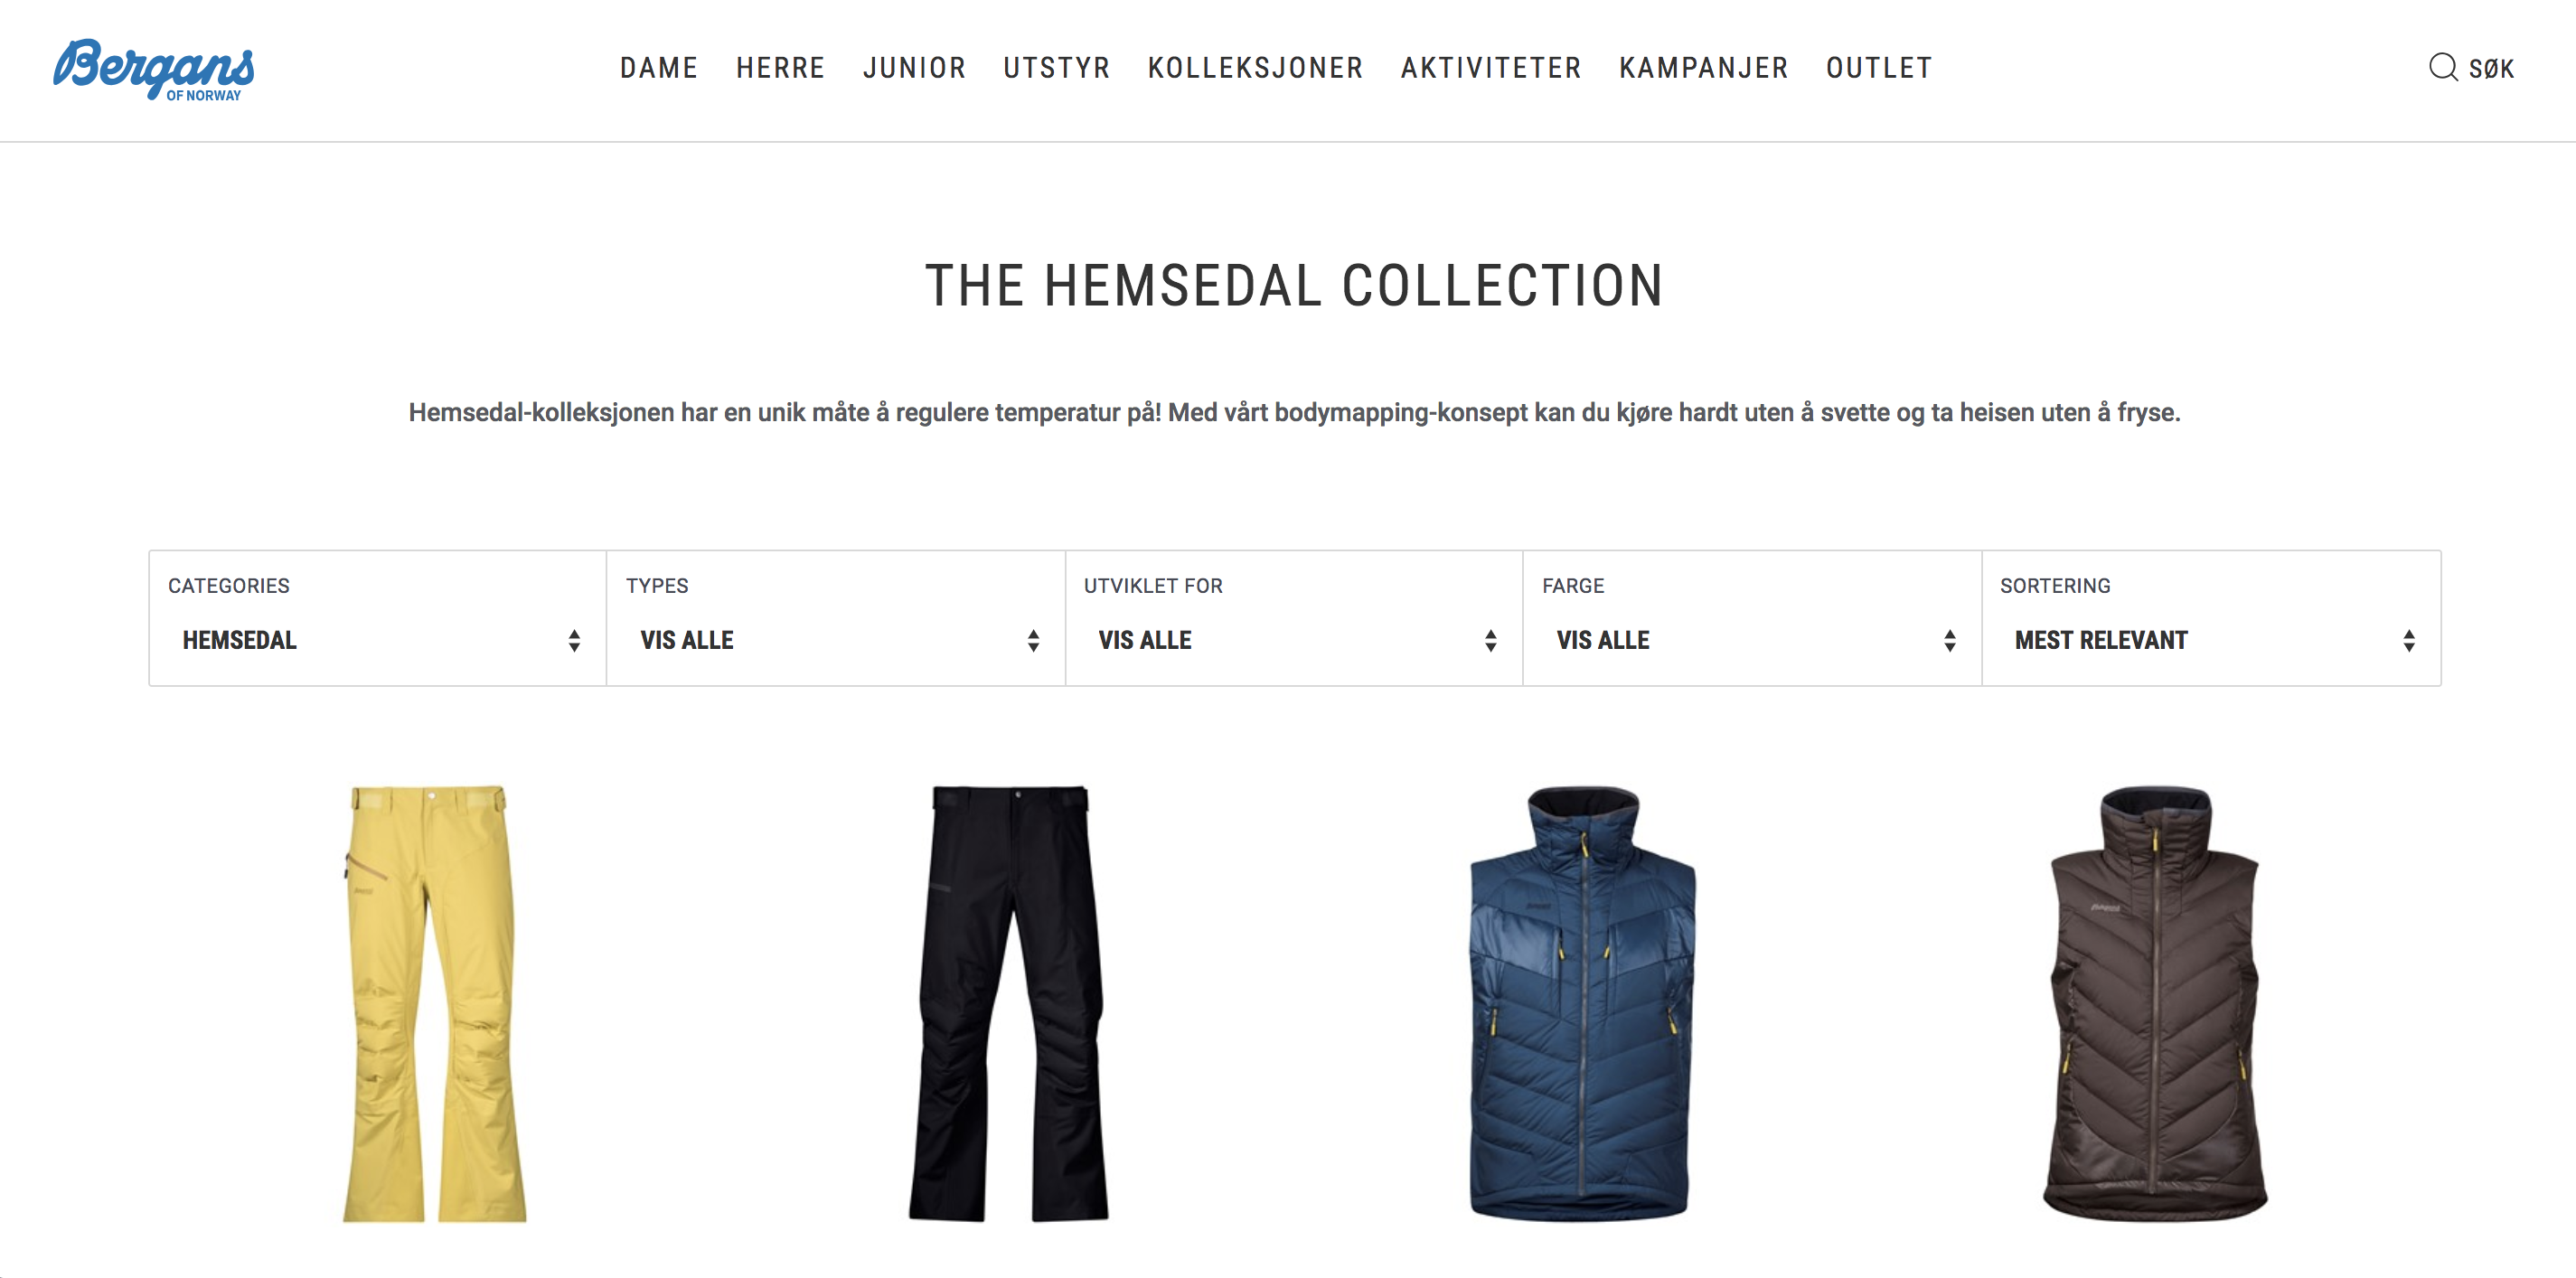 Bergans
OF NORWAY
DAME HERRE JUNIOR UTSTYR KOLLEKSJONER AKTIVITETER KAMPANJER OUTLET
SØK
THE HEMSEDAL COLLECTION
Hemsedal-kolleksjonen har en unik måte å regulere temperatur på! Med vårt bodymapping-konsept kan du kjøre hardt uten å svette og ta heisen uten å fryse.
CATEGORIES
HEMSEDAL
TYPES
VIS ALLE
UTVIKLET FOR
VIS ALLE
FARGE
VIS ALLE
SORTERING
MEST RELEVANT